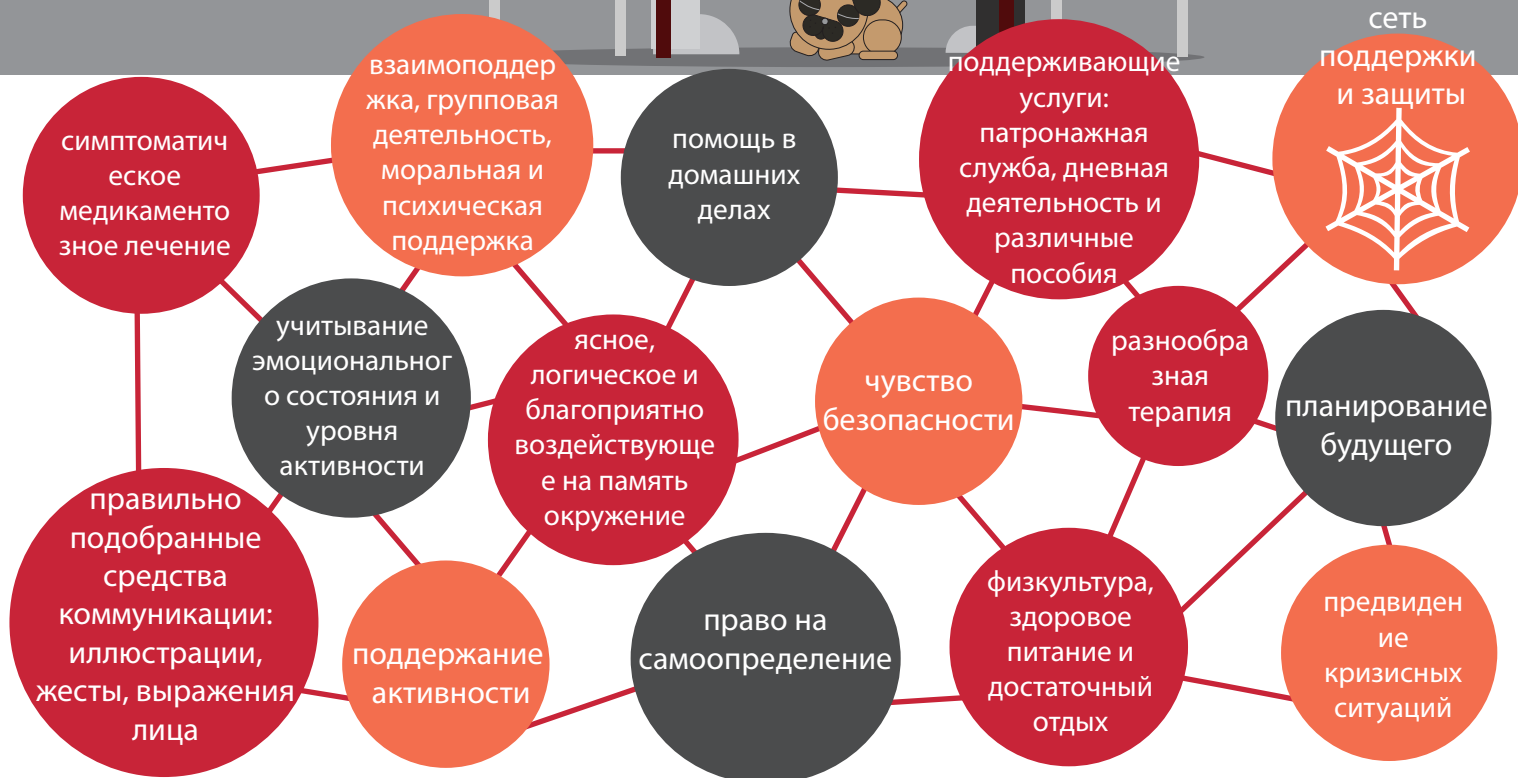 симптоматич
еское
медикаменто
зное лечение
взаимоподдер
жка, групповая
деятельность,
моральная и
психическая
поддержка
помощь в
домашних
делах
поддерживающие
услуги:
патронажная
служба, дневная
деятельность и
различные
пособия
сеть
поддержки
и защиты
учитывание
эмоциональног
о состояния и
уровня
активности
ясное,
логическое и
благоприятно
воздействующе
е на память
окружение
чувство
безопасности
разнообра
зная
терапия
планирование
будущего
правильно
подобранные
средства
коммуникации:
иллюстрации,
жесты, выражения
лица
поддержание
активности
право на
самоопределение
физкультура,
здоровое
питание и
достаточный
отдых
предвиден
ие
кризисных
ситуаций